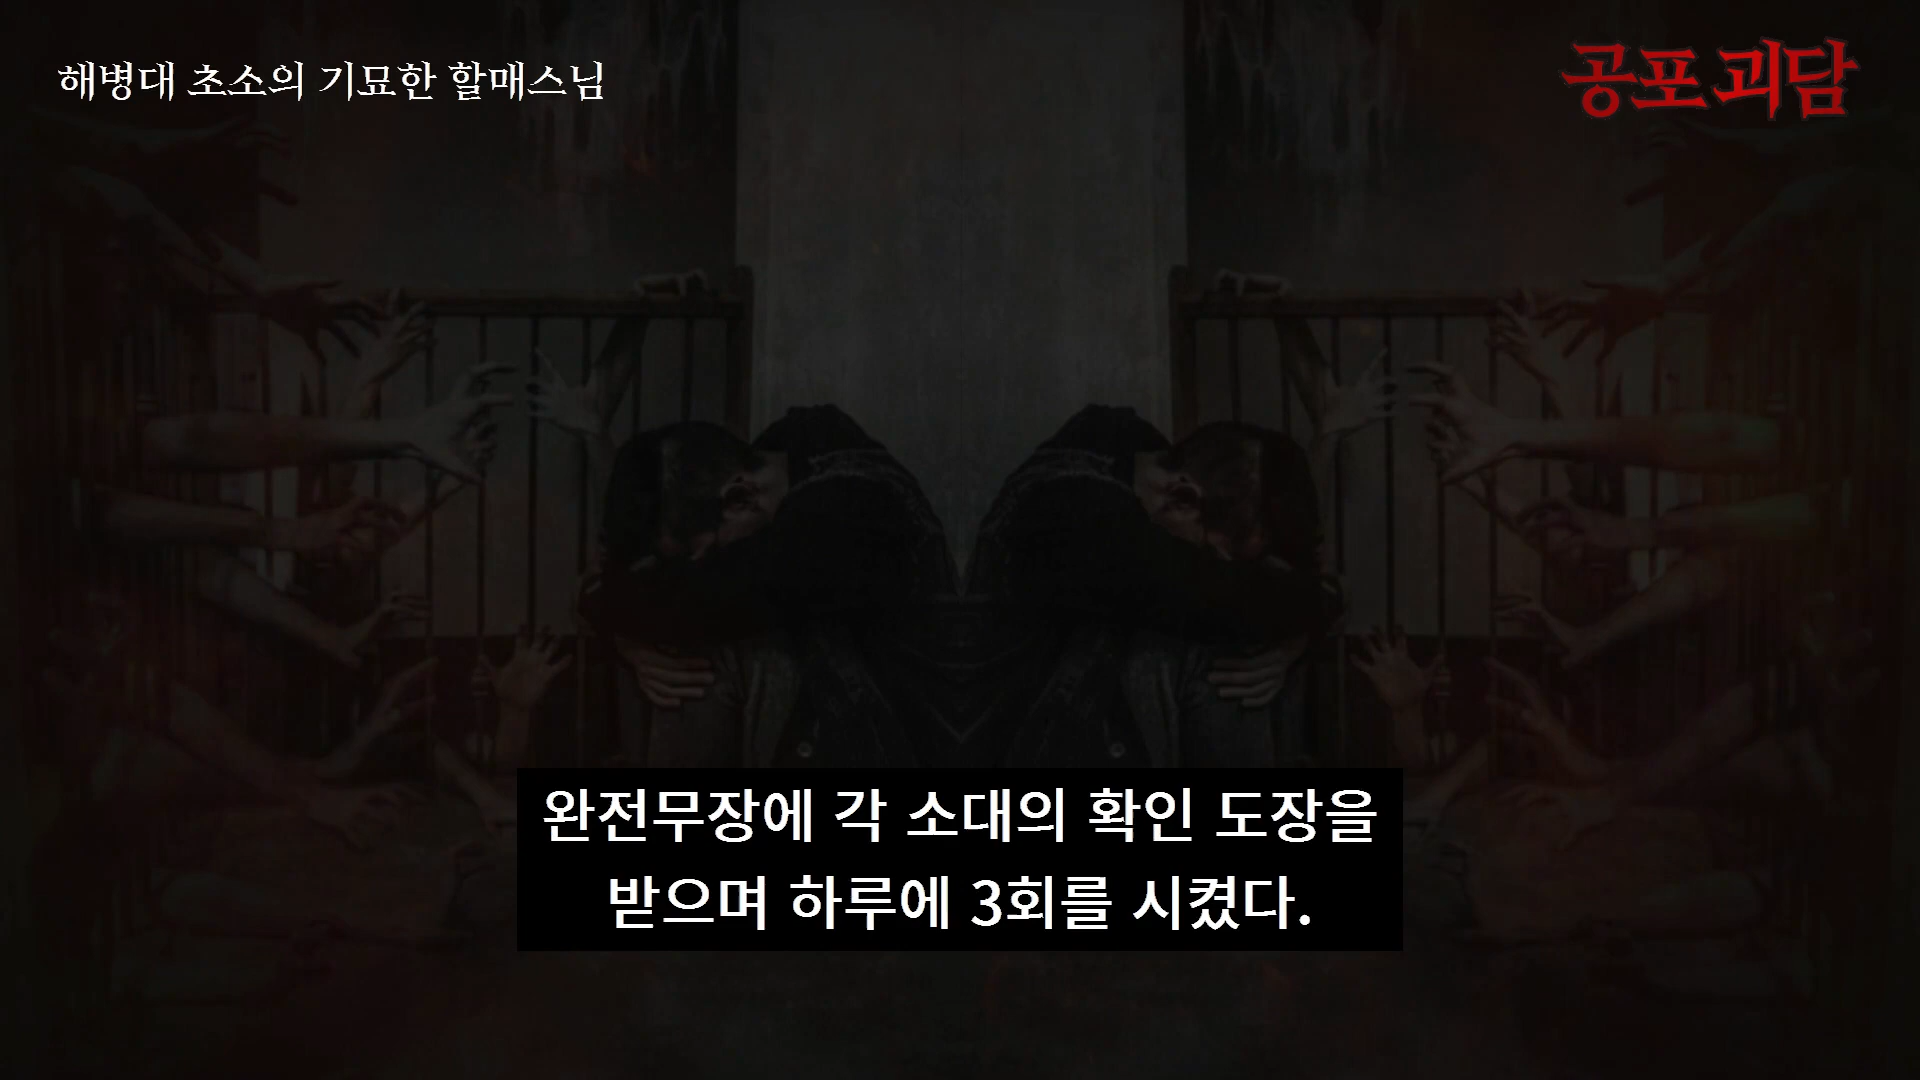 해병대 초소의 기묘한 할매스님
공포괴담
완전무장에 각 소대의 확인 도장을
받으며 하루에 3회를 시켰다.